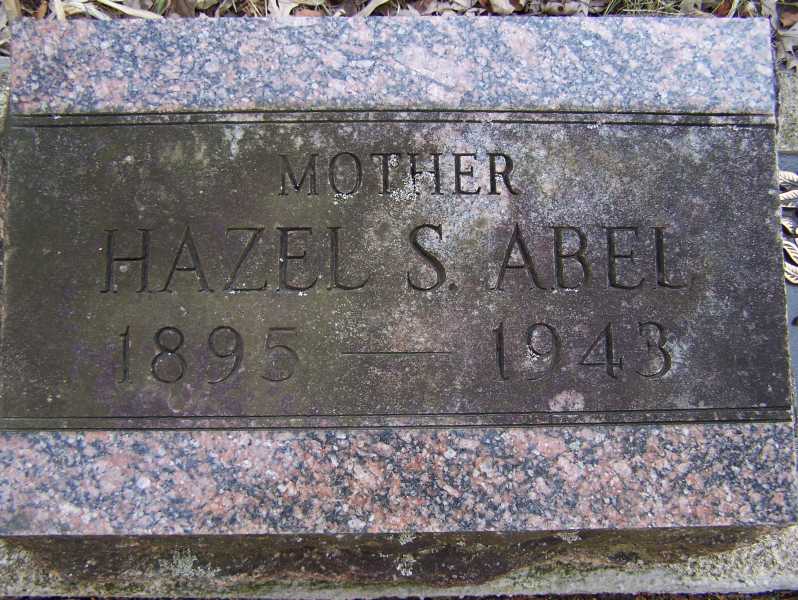 MOTHER
HAZEL S. ABEL
1895 — 1943